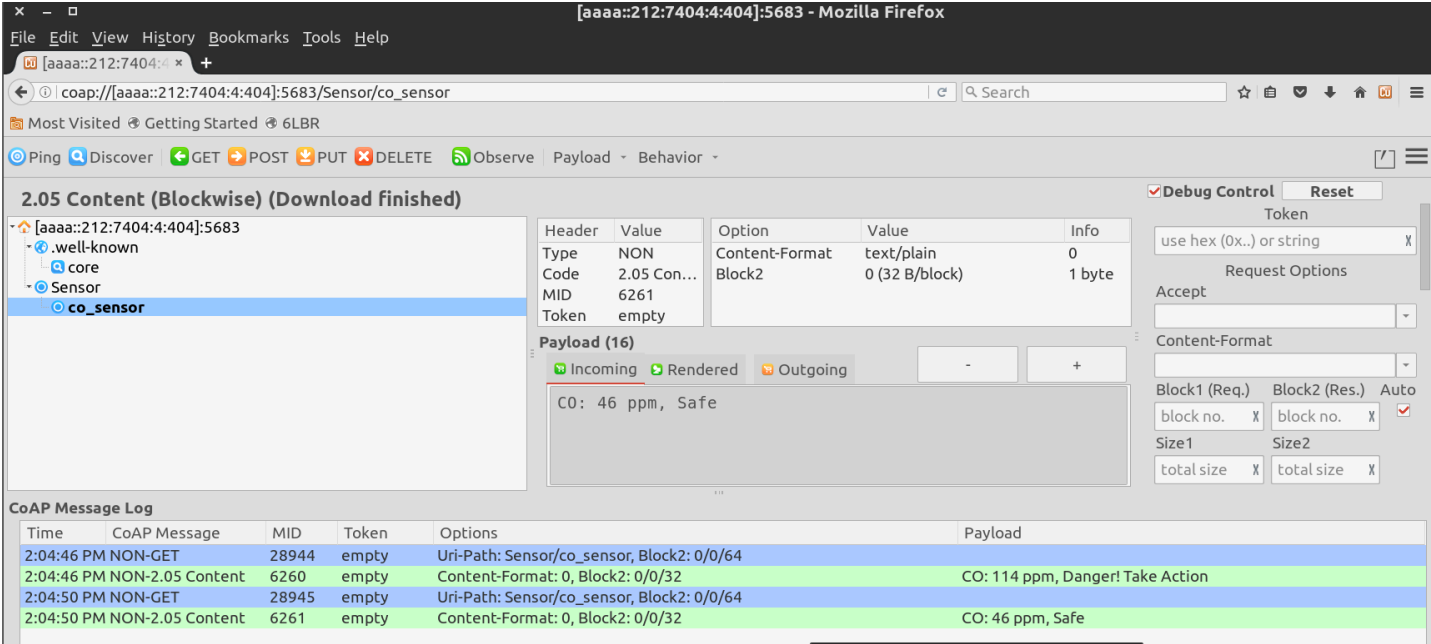 [aaaa::212:7404:4:404]:5683 - Mozilla Firefox
File Edit View History Bookmarks Tools Help
[aaaa::212:7404:4
coap://[aaaa::212:7404:4:404]:5683/Sensor/co_sensor Search
Most Visited Getting Started 6LBR
Ping Discover GET POST PUT DELETE Observe Payload Behavior
2.05 Content (Blockwise) (Download finished)
[aaaa::212:7404:4:404]:5683
.well-known
core
Sensor
co_sensor
Header Value
Type NON
Code 2.05 Con...
MID 6261
Token empty
Option Value Info
Content-Format text/plain 0
Block2 0 (32 B/block) 1 byte
Payload (16)
Incoming Rendered Outgoing - +
CO: 46 ppm, Safe
Debug Control Reset
Token
use hex (0x..) or string X
Request Options
Accept
Content-Format
Block1 (Req.) Block2 (Res.) Auto
block no. X block no. X
Size1 Size2
total size X total size X
CoAP Message Log
Time CoAP Message MID Token Options Payload
2:04:46 PM NON-GET 28944 empty Uri-Path: Sensor/co_sensor, Block2: 0/0/64
2:04:46 PM NON-2.05 Content 6260 empty Content-Format: 0, Block2: 0/0/32 CO: 114 ppm, Danger! Take Action
2:04:50 PM NON-GET 28945 empty Uri-Path: Sensor/co_sensor, Block2: 0/0/64
2:04:50 PM NON-2.05 Content 6261 empty Content-Format: 0, Block2: 0/0/32 CO: 46 ppm, Safe